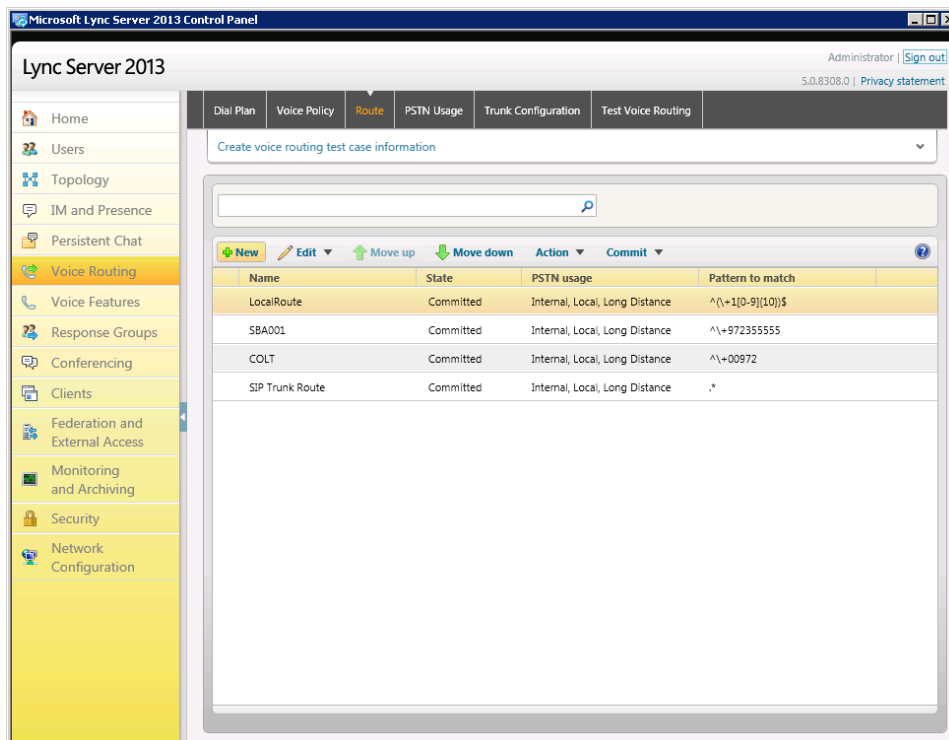 Microsoft Lync Server 2013 Control Panel
Lync Server 2013
Administrator | Sign out
5.0.8308.0 | Privacy statement
Home
Users
Topology
IM and Presence
Persistent Chat
Voice Routing
Voice Features
Response Groups
Conferencing
Clients
Federation and
External Access
Monitoring
and Archiving
Security
Network
Configuration
Dial Plan Voice Policy Route PSTN Usage Trunk Configuration Test Voice Routing
Create voice routing test case information
New Edit Move up Move down Action Commit
Name State PSTN usage Pattern to match
LocalRoute Committed Internal, Local, Long Distance ^(\+1[0-9]{10})$
SBA001 Committed Internal, Local, Long Distance ^\+972355555
COLT Committed Internal, Local, Long Distance ^\+00972
SIP Trunk Route Committed Internal, Local, Long Distance .*